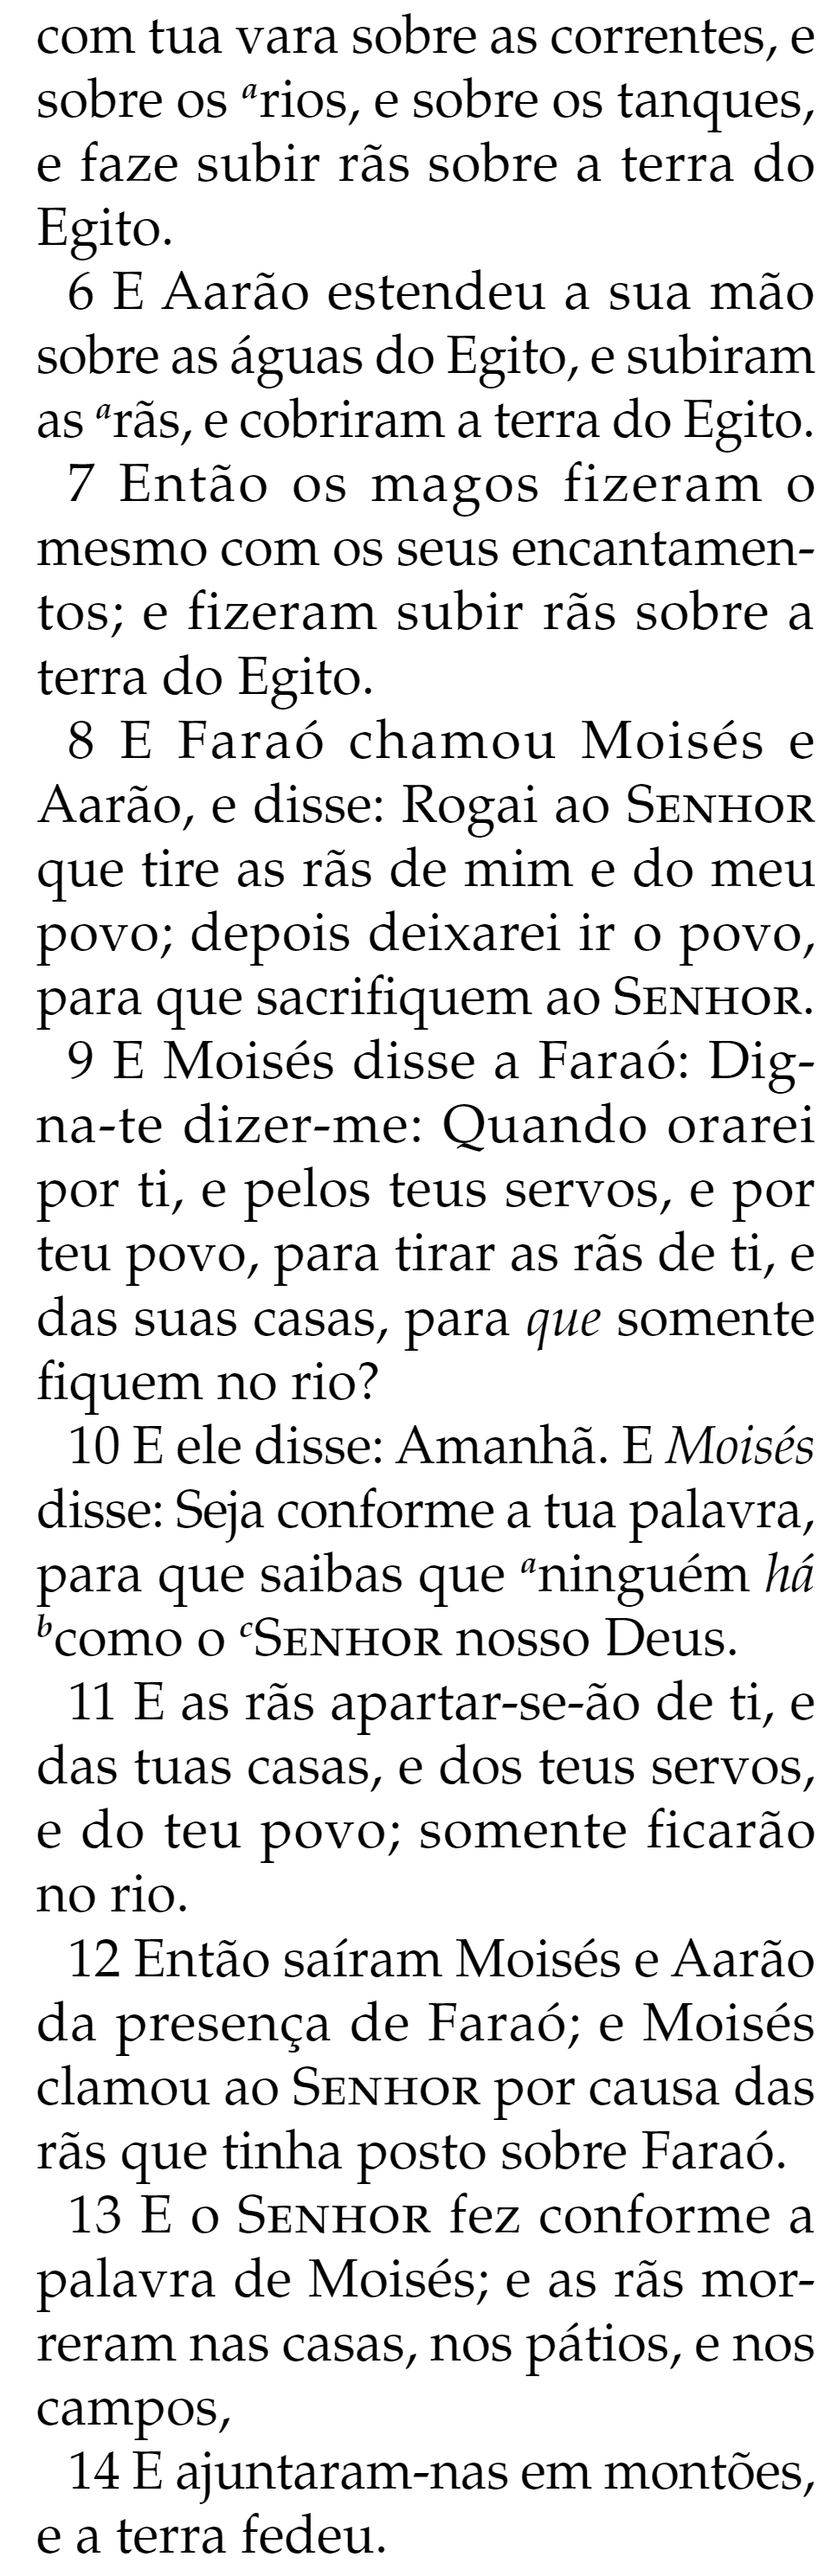 com tua vara sobre as correntes, e
sobre os ᵃrios, e sobre os tanques,
e faze subir rãs sobre a terra do
Egito.
6 E Aarão estendeu a sua mão
sobre as águas do Egito, e subiram
as ᵃrãs, e cobriram a terra do Egito.
7 Então os magos fizeram o
mesmo com os seus encantamen-
tos; e fizeram subir rãs sobre a
terra do Egito.
8 E Faraó chamou Moisés e
Aarão, e disse: Rogai ao SENHOR
que tire as rãs de mim e do meu
povo; depois deixarei ir o povo,
para que sacrifiquem ao SENHOR.
9 E Moisés disse a Faraó: Dig-
na-te dizer-me: Quando orarei
por ti, e pelos teus servos, e por
teu povo, para tirar as rãs de ti, e
das suas casas, para que somente
fiquem no rio?
10 E ele disse: Amanhã. E Moisés
disse: Seja conforme a tua palavra,
para que saibas que ᵃninguém há
ᵇcomo o ᶜSENHOR nosso Deus.
11 E as rãs apartar-se-ão de ti, e
das tuas casas, e dos teus servos,
e do teu povo; somente ficarão
no rio.
12 Então saíram Moisés e Aarão
da presença de Faraó; e Moisés
clamou ao SENHOR por causa das
rãs que tinha posto sobre Faraó.
13 E o SENHOR fez conforme a
palavra de Moisés; e as rãs mor-
reram nas casas, nos pátios, e nos
campos,
14 E ajuntaram-nas em montões,
e a terra fedeu.